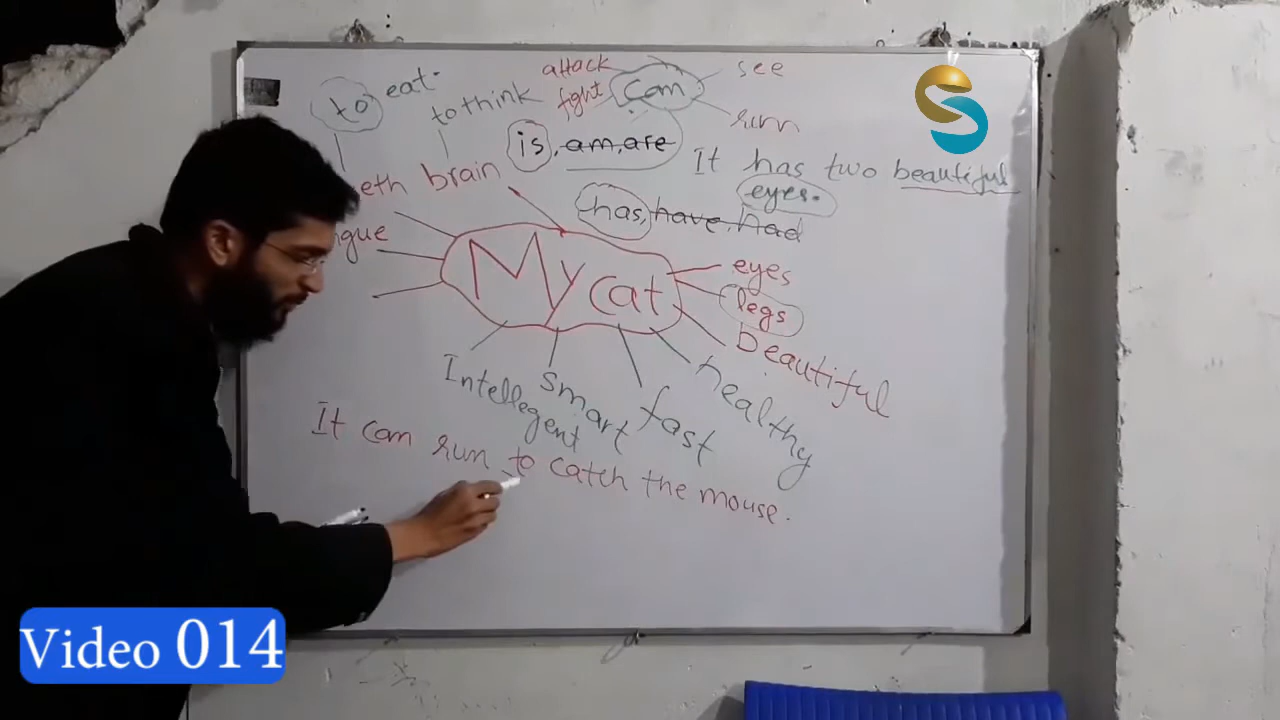 to eat.
to think
attack
fight
can
see
run
is, am, are
It has two beautiful
eyes.
has, have, had
eth
brain
gue
My cat
eyes
legs
beautiful
healthy
fast
smart
Intellegent
It can run to catch the mouse.
Video 014